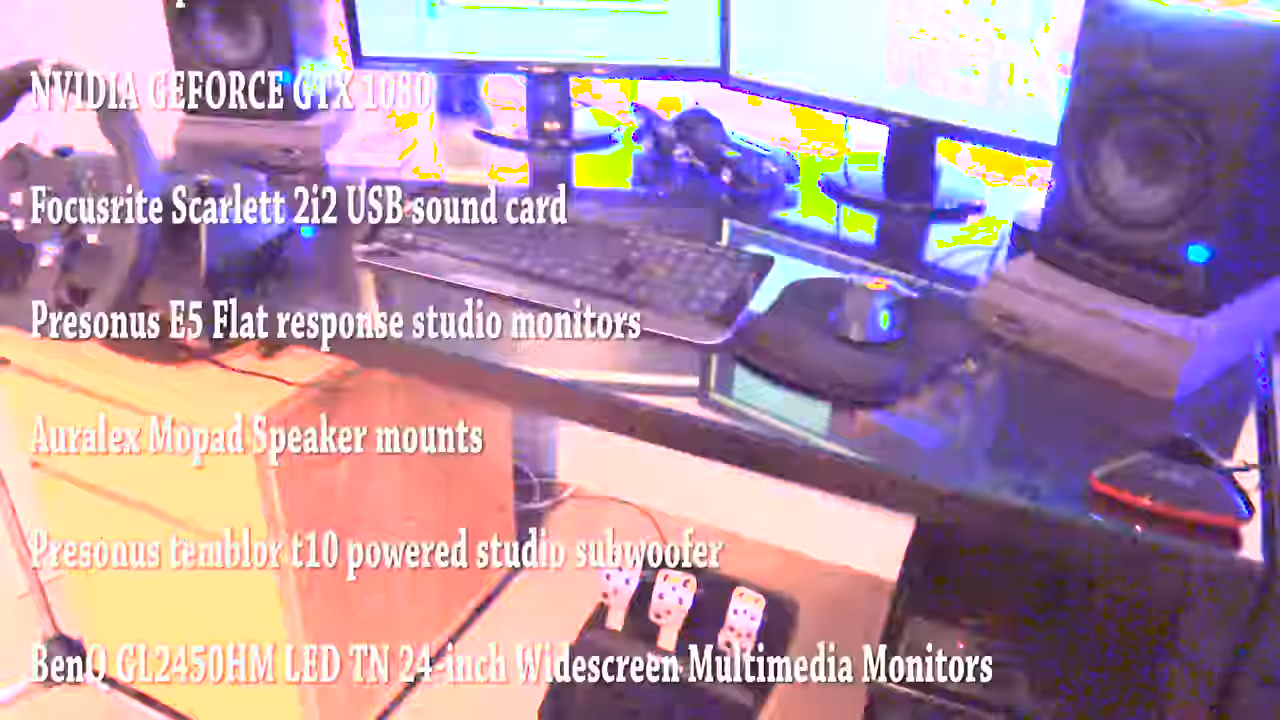 NVIDIA GEFORCE GTX 1080
Focusrite Scarlett 2i2 USB sound card
Presonus E5 Flat response studio monitors
Auralex Mopad Speaker mounts
Presonus temblor t10 powered studio subwoofer
BenQ GL2450HM LED TN 24-inch Widescreen Multimedia Monitors